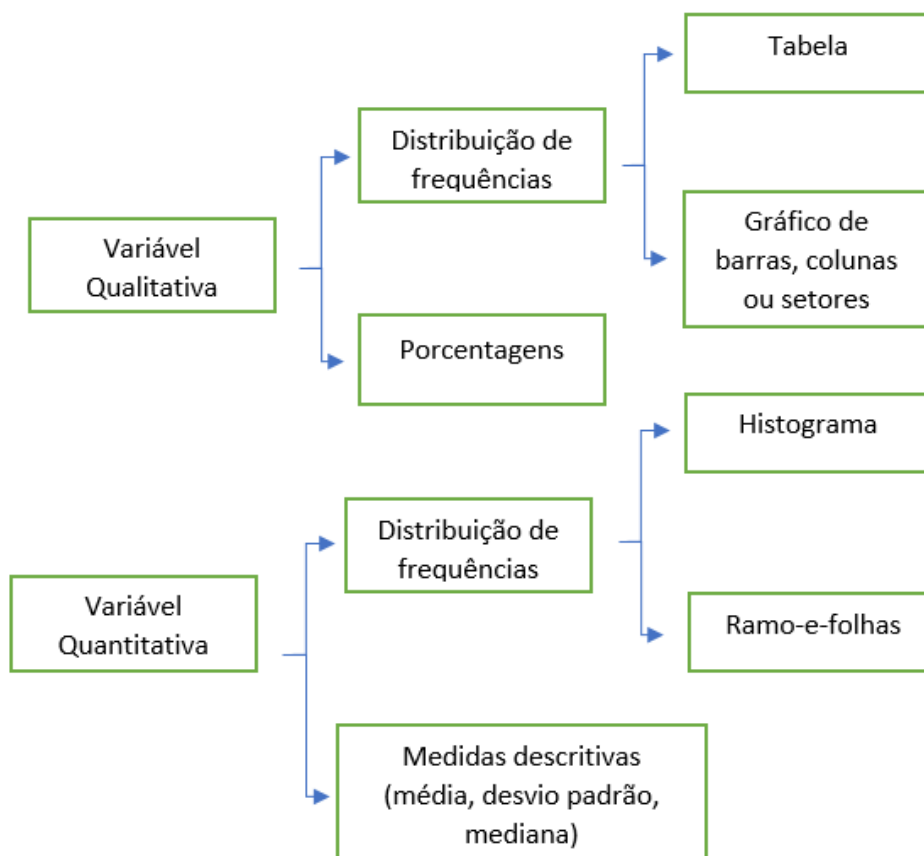 Variável
Qualitativa
Distribuição de
frequências
Tabela
Gráfico de
barras, colunas
ou setores
Porcentagens
Variável
Quantitativa
Distribuição de
frequências
Histograma
Ramo-e-folhas
Medidas descritivas
(média, desvio padrão,
mediana)